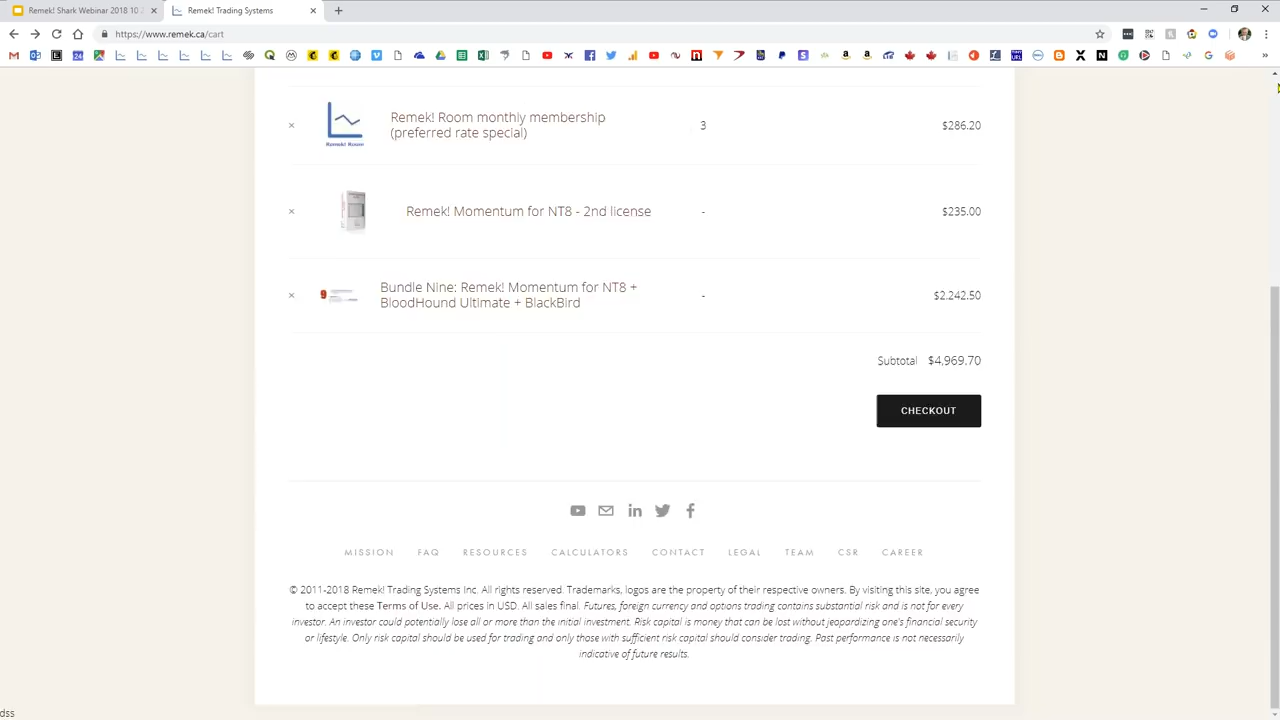 Remek! Shark Webinar 2018 10 2
Remek! Trading Systems
https://www.remek.ca/cart
Remek! Room monthly membership
(preferred rate special)
3
$286.20
Remek! Room
Remek! Momentum for NT8 - 2nd license
-
$235.00
Bundle Nine: Remek! Momentum for NT8 +
BloodHound Ultimate + BlackBird
-
$2,242.50
9
Subtotal $4,969.70
CHECKOUT
MISSION FAQ RESOURCES CALCULATORS CONTACT LEGAL TEAM CSR CAREER
© 2011-2018 Remek! Trading Systems Inc. All rights reserved. Trademarks, logos are the property of their respective owners. By visiting this site, you agree
to accept these Terms of Use. All prices in USD. All sales final. Futures, foreign currency and options trading contains substantial risk and is not for every
investor. An investor could potentially lose all or more than the initial investment. Risk capital is money that can be lost without jeopardizing one's financial security
or lifestyle. Only risk capital should be used for trading and only those with sufficient risk capital should consider trading. Past performance is not necessarily
indicative of future results.
dss